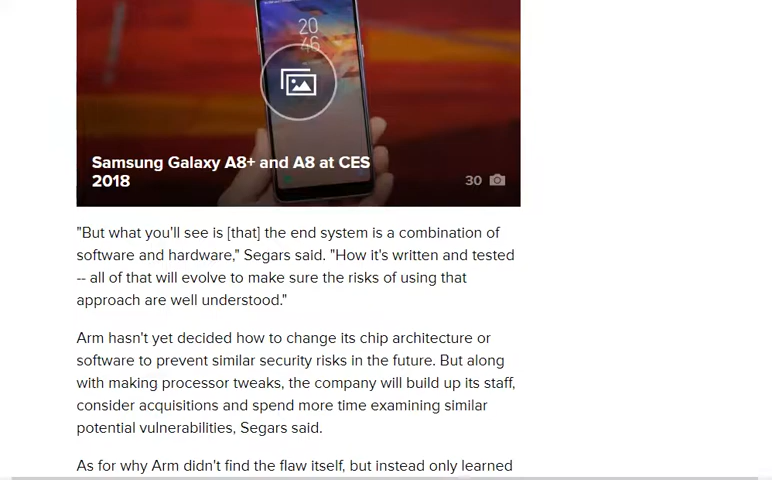 20
46
Samsung Galaxy A8+ and A8 at CES
2018
30
"But what you'll see is [that] the end system is a combination of
software and hardware," Segars said. "How it's written and tested
-- all of that will evolve to make sure the risks of using that
approach are well understood."
Arm hasn't yet decided how to change its chip architecture or
software to prevent similar security risks in the future. But along
with making processor tweaks, the company will build up its staff,
consider acquisitions and spend more time examining similar
potential vulnerabilities, Segars said.
As for why Arm didn't find the flaw itself, but instead only learned